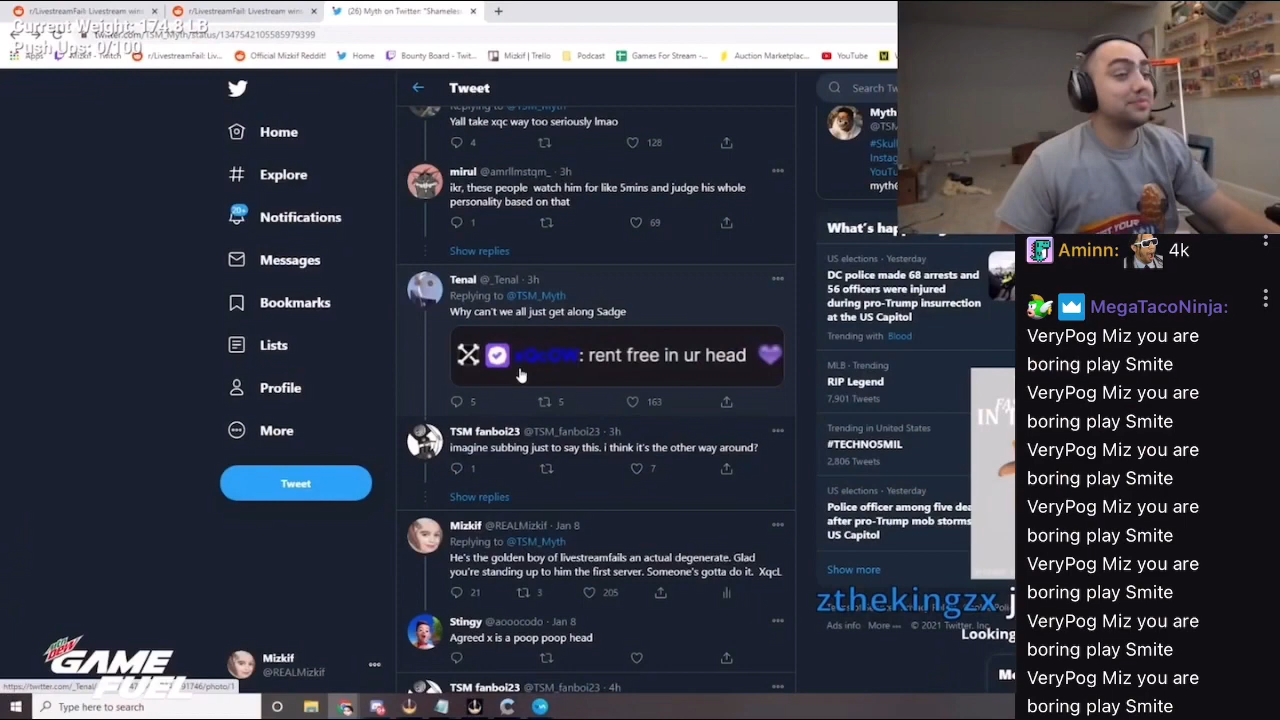 r/LivestreamFail: Livestream win
r/LivestreamFail: Livestream win
(26) Myth on Twitter: "Shameles
Current Weight: 174.8 LB
Push Ups: 0/100
twitter.com/TSM_Myth/status/1347542105585979399
Apps
Mizkif - Twitch
r/LivestreamFail: Liv...
Official Mizkif Reddit!
Home
Bounty Board - Twi...
Mizkif | Trello
Podcast
Games For Stream -...
Auction Marketplac...
YouTube
Home
Explore
20+
Notifications
Messages
Bookmarks
Lists
Profile
More
Tweet
Mizkif
@REALMizkif
Tweet
Replying to @TSM_Myth
Yall take xqc way too seriously lmao
4 128
mirul @amrllmstqm_ · 3h
ikr, these people watch him for like 5mins and judge his whole
personality based on that
1 69
Show replies
Tenal @_Tenal · 3h
Replying to @TSM_Myth
Why can't we all just get along Sadge
xQcOW: rent free in ur head
5 5 163
TSM fanboi23 @TSM_fanboi23 · 3h
imagine subbing just to say this. i think it's the other way around?
1 7
Show replies
Mizkif @REALMizkif · Jan 8
Replying to @TSM_Myth
He's the golden boy of livestreamfails an actual degenerate. Glad
you're standing up to him the first server. Someone's gotta do it. XqcL
21 3 205
Stingy @aooocodo · Jan 8
Agreed x is a poop poop head
TSM fanboi23 @TSM_fanboi23 · 4h
Search Tw
Myth
@TSM
#Skull
Instag
YouTu
myth@
What's happ
US elections · Yesterday
DC police made 68 arrests and
56 officers were injured
during pro-Trump insurrection
at the US Capitol
Trending with Blood
MLB · Trending
RIP Legend
7,901 Tweets
Trending in United States
#TECHNO5MIL
2,806 Tweets
US elections · Yesterday
Police officer among five dea
after pro-Trump mob storms
US Capitol
Show more
zthekingzx j
Ads info More ··· © 2021 Twitter, Inc.
Looking
Me
Aminn: 4k
MegaTacoNinja:
VeryPog Miz you are
boring play Smite
VeryPog Miz you are
boring play Smite
VeryPog Miz you are
boring play Smite
VeryPog Miz you are
boring play Smite
VeryPog Miz you are
boring play Smite
VeryPog Miz you are
boring play Smite
VeryPog Miz you are
boring play Smite
MTN DEW
GAME
FUEL
Type here to search